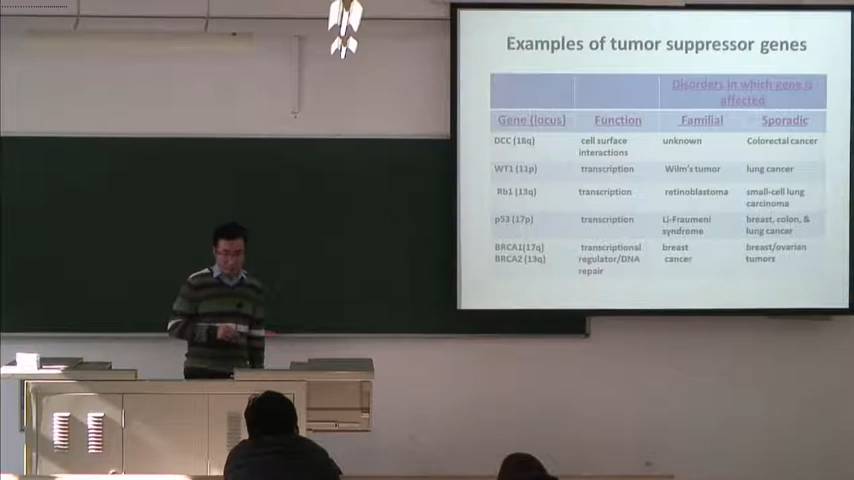 Examples of tumor suppressor genes
Disorders in which gene is
affected
Gene (locus) Function Familial Sporadic
DCC (18q) cell surface interactions unknown Colorectal cancer
WT1 (11p) transcription Wilm's tumor lung cancer
Rb1 (13q) transcription retinoblastoma small-cell lung carcinoma
p53 (17p) transcription Li-Fraumeni syndrome breast, colon, & lung cancer
BRCA1(17q) transcriptional breast breast/ovarian
BRCA2 (13q) regulator/DNA cancer tumors
repair